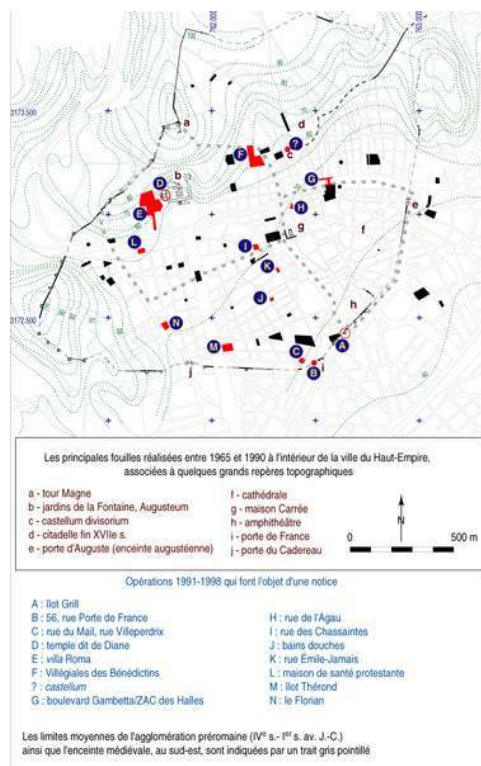 762.000
763.000
3173.500
3172.500
100
a
b
c
d
e
f
g
h
i
j
A
B
C
D
E
F
?
G
H
I
J
K
L
M
N
Les principales fouilles réalisées entre 1965 et 1990 à l'intérieur de la ville du Haut-Empire,
associées à quelques grands repères topographiques
a - tour Magne
b - jardins de la Fontaine, Augusteum
c - castellum divisorium
d - citadelle fin XVIIe s.
e - porte d'Auguste (enceinte augustéenne)
f - cathédrale
g - maison Carrée
h - amphithéâtre
i - porte de France
j - porte du Cadereau
N
0 500 m
Opérations 1991-1998 qui font l'objet d'une notice
A : îlot Grill
B : 56, rue Porte de France
C : rue du Mail, rue Villeperdrix
D : temple dit de Diane
E : villa Roma
F : Villégiales des Bénédictins
? : castellum
G : boulevard Gambetta/ZAC des Halles
H : rue de l'Agau
I : rue des Chassaintes
J : bains douches
K : rue Émile-Jamais
L : maison de santé protestante
M : îlot Thérond
N : le Florian
Les limites moyennes de l'agglomération préromaine (IVe s.- Ier s. av. J.-C.)
ainsi que l'enceinte médiévale, au sud-est, sont indiquées par un trait gris pointillé